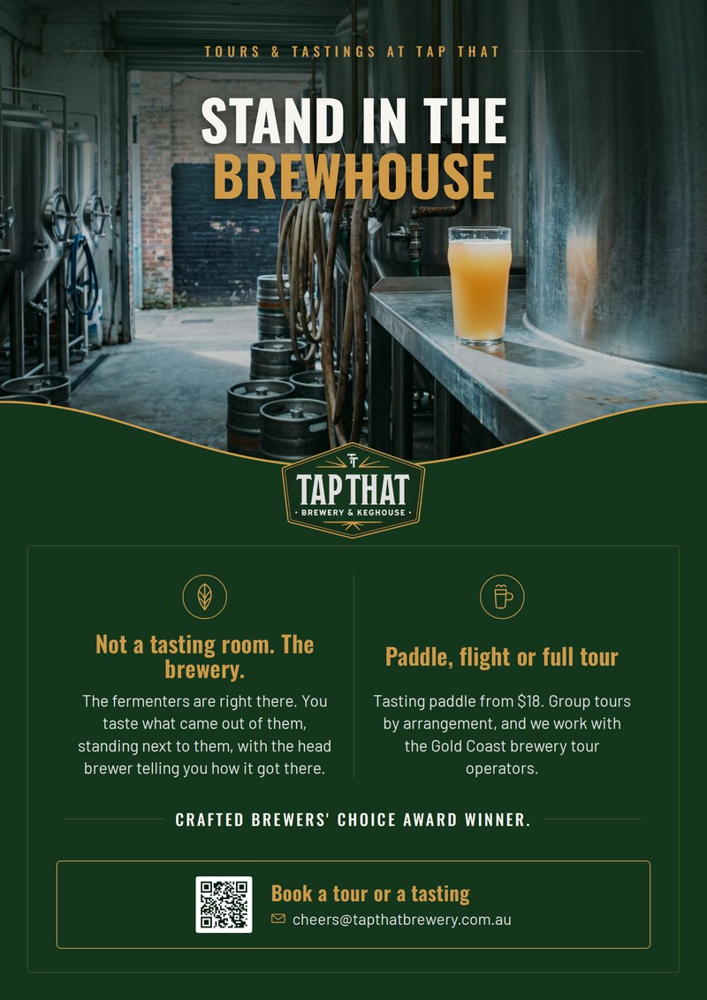 TOURS & TASTINGS AT TAP THAT
STAND IN THE
BREWHOUSE
TAP THAT
· BREWERY & KEGHOUSE ·
Not a tasting room. The
brewery.
The fermenters are right there. You
taste what came out of them,
standing next to them, with the head
brewer telling you how it got there.
Paddle, flight or full tour
Tasting paddle from $18. Group tours
by arrangement, and we work with
the Gold Coast brewery tour
operators.
CRAFTED BREWERS' CHOICE AWARD WINNER.
Book a tour or a tasting
cheers@tapthatbrewery.com.au